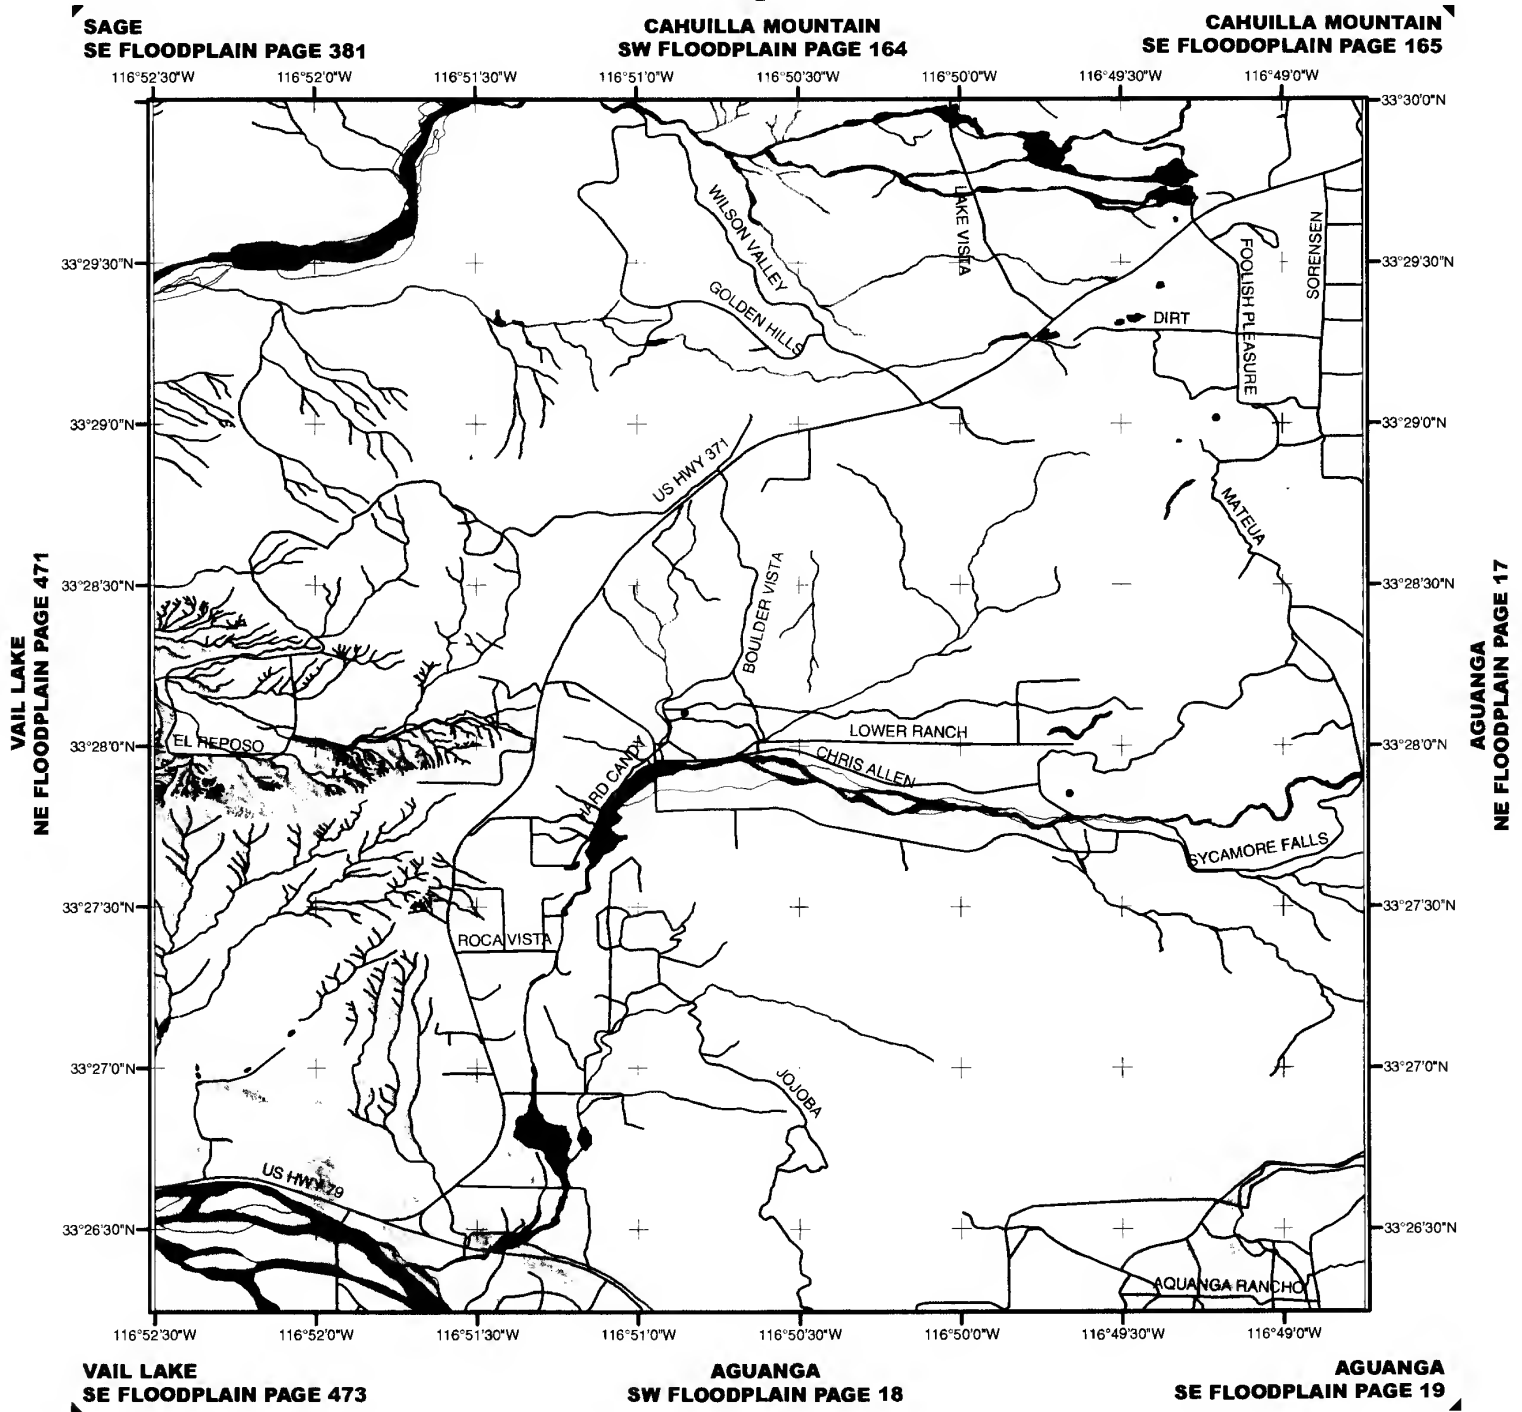 SAGE
SE FLOODPLAIN PAGE 381
CAHUILLA MOUNTAIN
SW FLOODPLAIN PAGE 164
CAHUILLA MOUNTAIN
SE FLOODOPLAIN PAGE 165
116°52'30"W 116°52'0"W 116°51'30"W 116°51'0"W 116°50'30"W 116°50'0"W 116°49'30"W 116°49'0"W
33°30'0"N
WILSON VALLEY
LAKE VISTA
SORENSEN
FOOLISH PLEASURE
33°29'30"N 33°29'30"N
GOLDEN HILLS
DIRT
33°29'0"N 33°29'0"N
US HWY 371
MATEUA
VAIL LAKE
NE FLOODPLAIN PAGE 471
AGUANGA
NE FLOODPLAIN PAGE 17
33°28'30"N 33°28'30"N
BOULDER VISTA
LOWER RANCH
EL REPOSO
33°28'0"N 33°28'0"N
CHRIS ALLEN
HARD CANDY
SYCAMORE FALLS
33°27'30"N 33°27'30"N
ROCA VISTA
33°27'0"N 33°27'0"N
JOJOBA
US HWY 79
33°26'30"N 33°26'30"N
AQUANGA RANCHO
116°52'30"W 116°52'0"W 116°51'30"W 116°51'0"W 116°50'30"W 116°50'0"W 116°49'30"W 116°49'0"W
VAIL LAKE
SE FLOODPLAIN PAGE 473
AGUANGA
SW FLOODPLAIN PAGE 18
AGUANGA
SE FLOODPLAIN PAGE 19